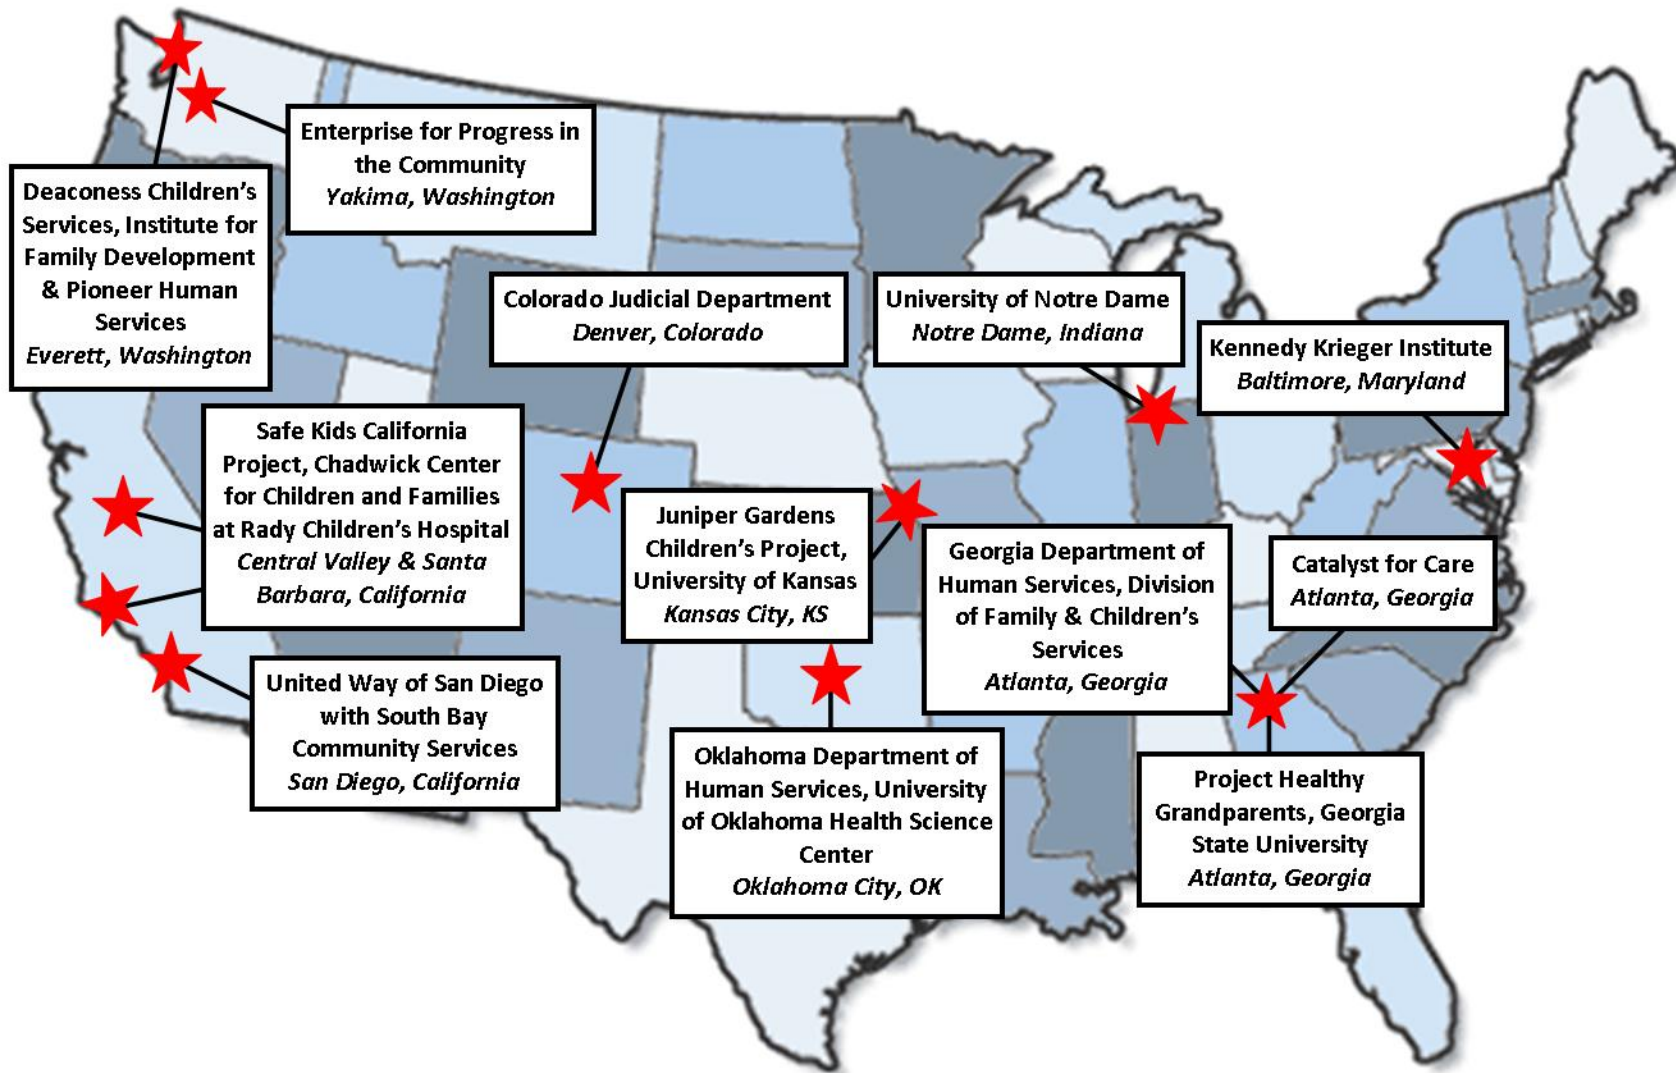 Enterprise for Progress in
the Community
Yakima, Washington
Deaconess Children's
Services, Institute for
Family Development
& Pioneer Human
Services
Everett, Washington
Colorado Judicial Department
Denver, Colorado
University of Notre Dame
Notre Dame, Indiana
Kennedy Krieger Institute
Baltimore, Maryland
Safe Kids California
Project, Chadwick Center
for Children and Families
at Rady Children's Hospital
Central Valley & Santa
Barbara, California
Juniper Gardens
Children's Project,
University of Kansas
Kansas City, KS
Georgia Department of
Human Services, Division
of Family & Children's
Services
Atlanta, Georgia
Catalyst for Care
Atlanta, Georgia
United Way of San Diego
with South Bay
Community Services
San Diego, California
Oklahoma Department of
Human Services, University
of Oklahoma Health Science
Center
Oklahoma City, OK
Project Healthy
Grandparents, Georgia
State University
Atlanta, Georgia